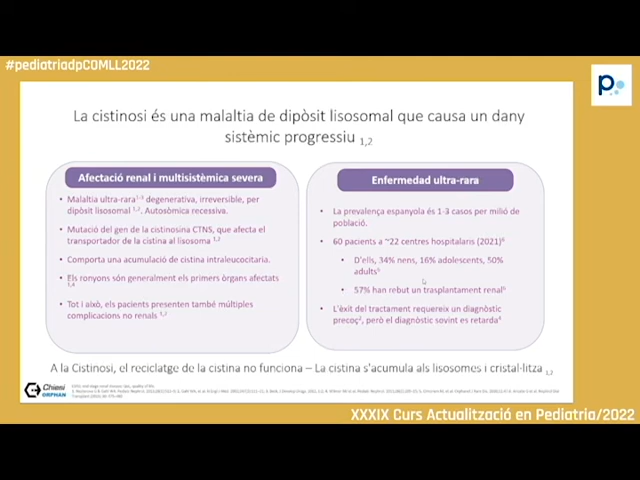 #pediatriadpCOMLL2022
p
La cistinosi és una malaltia de dipòsit lisosomal que causa un dany
sistèmic progressiu 1,2
Afectació renal i multisistèmica severa
• Malaltia ultra-rara1-3 degenerativa, irreversible, per
dipòsit lisosomal 1,2. Autosòmica recessiva.
• Mutació del gen de la cistinosina CTNS, que afecta el
transportador de la cistina al lisosoma 1,2
• Comporta una acumulació de cistina intraleucocitaria.
• Els ronyons són generalment els primers òrgans afectats
1,4
• Tot i això, els pacients presenten també múltiples
complicacions no renals 1,2
Enfermedad ultra-rara
• La prevalença espanyola és 1-3 casos per milió de
població.
• 60 pacients a ~22 centres hospitalaris (2021)6
• D'ells, 34% nens, 16% adolescents, 50%
adults
• 57% han rebut un trasplantament renal
• L'èxit del tractament requereix un diagnòstic
precoç, però el diagnòstic sovint es retarda
A la Cistinosi, el reciclatge de la cistina no funciona – La cistina s'acumula als lisosomes i cristal·litza 1,2
Chiesi
ORPHAN
XXXIX Curs Actualització en Pediatria/2022